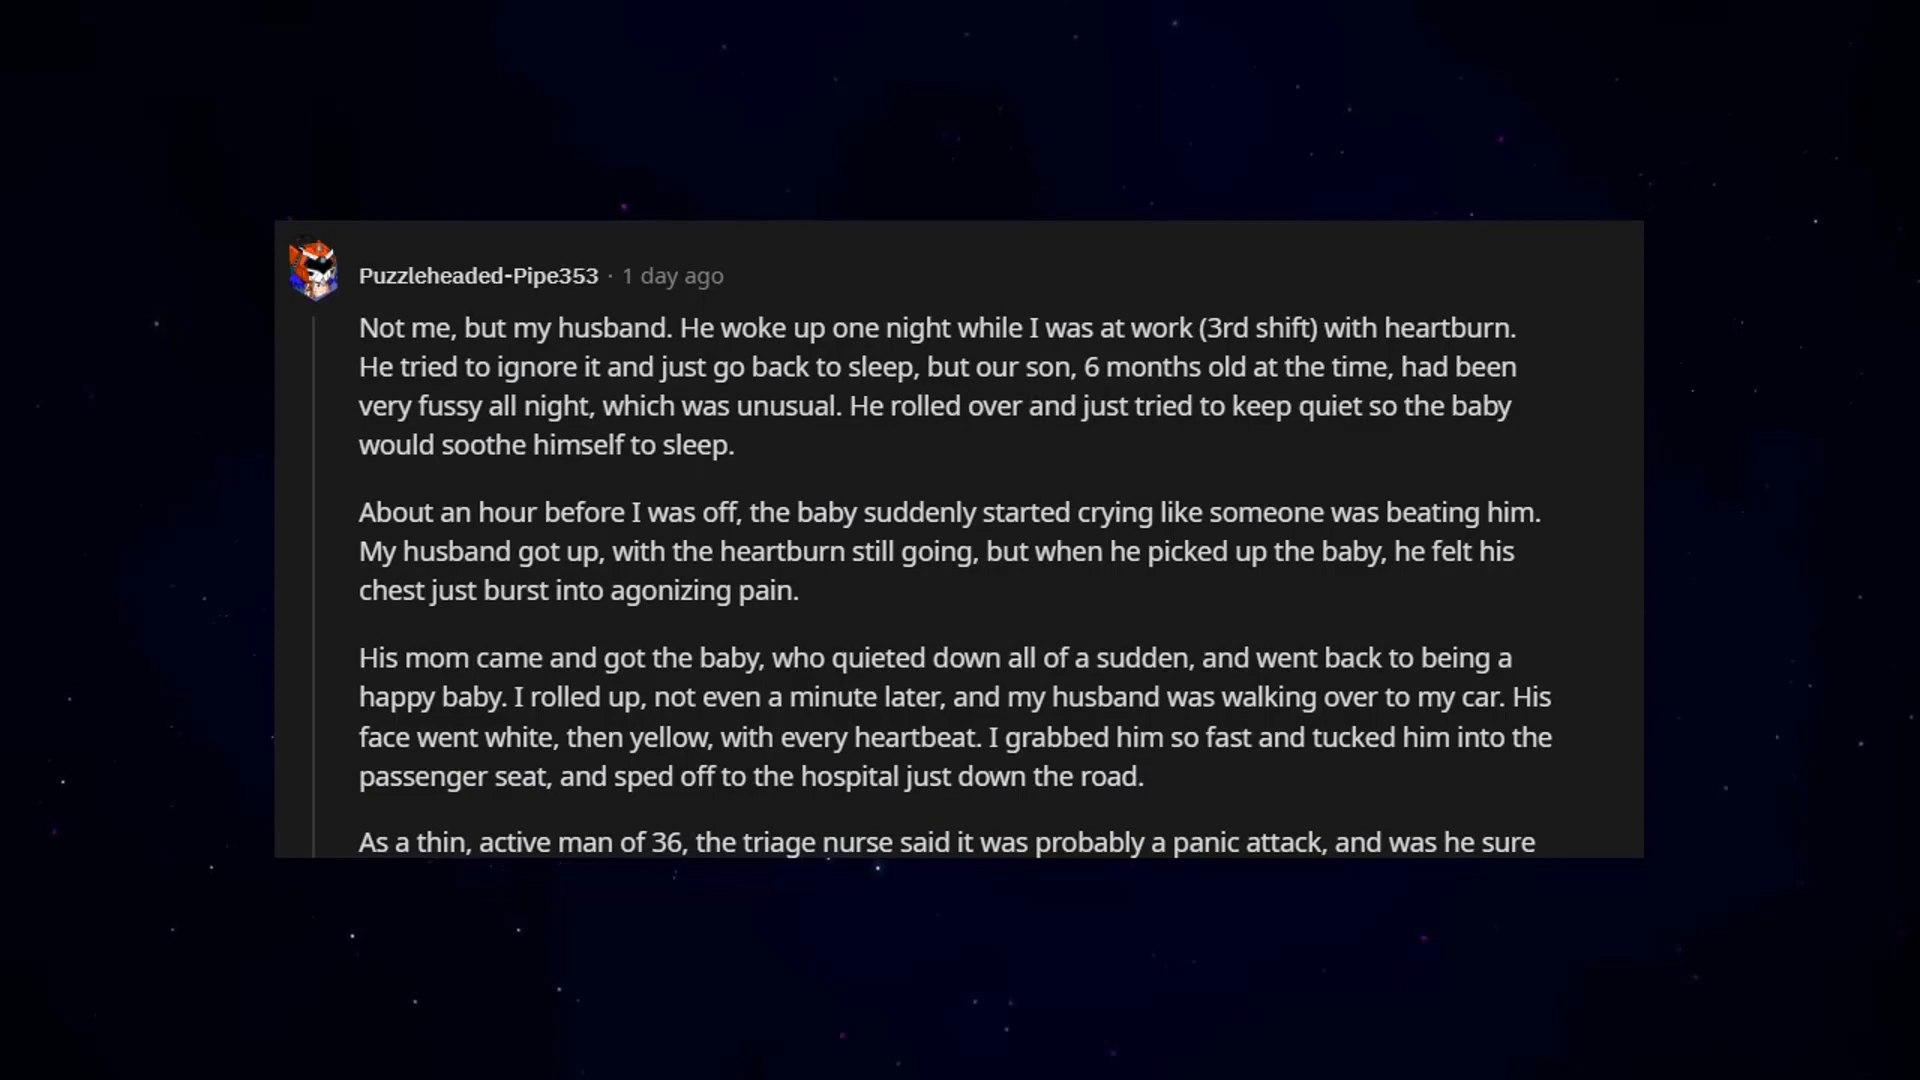 Puzzleheaded-Pipe353 · 1 day ago
Not me, but my husband. He woke up one night while I was at work (3rd shift) with heartburn.
He tried to ignore it and just go back to sleep, but our son, 6 months old at the time, had been
very fussy all night, which was unusual. He rolled over and just tried to keep quiet so the baby
would soothe himself to sleep.
About an hour before I was off, the baby suddenly started crying like someone was beating him.
My husband got up, with the heartburn still going, but when he picked up the baby, he felt his
chest just burst into agonizing pain.
His mom came and got the baby, who quieted down all of a sudden, and went back to being a
happy baby. I rolled up, not even a minute later, and my husband was walking over to my car. His
face went white, then yellow, with every heartbeat. I grabbed him so fast and tucked him into the
passenger seat, and sped off to the hospital just down the road.
As a thin, active man of 36, the triage nurse said it was probably a panic attack, and was he sure